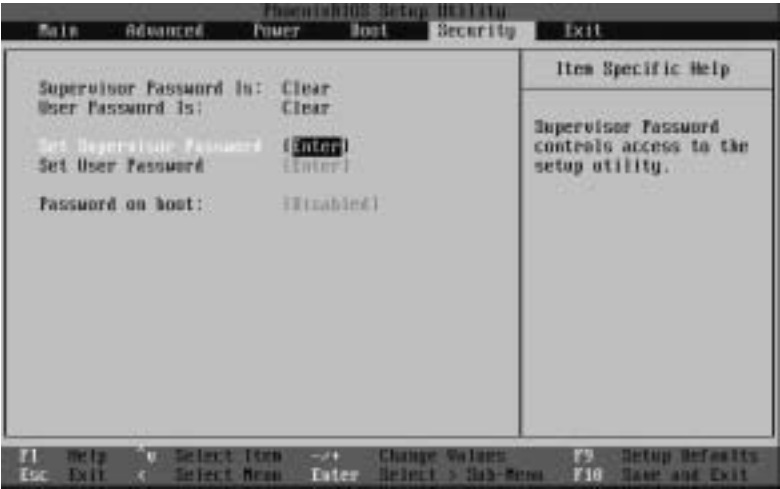 PhoenixBIOS Setup Utility
Main Advanced Power Boot Security Exit
Supervisor Password Is: Clear
User Password Is: Clear
Set Supervisor Password [Enter]
Set User Password [Enter]
Password on boot: [Disabled]
Item Specific Help
Supervisor Password
controls access to the
setup utility.
F1 Help ^v Select Item -/+ Change Values F9 Setup Defaults
Esc Exit < Select Menu Enter Select > Sub-Menu F10 Save and Exit